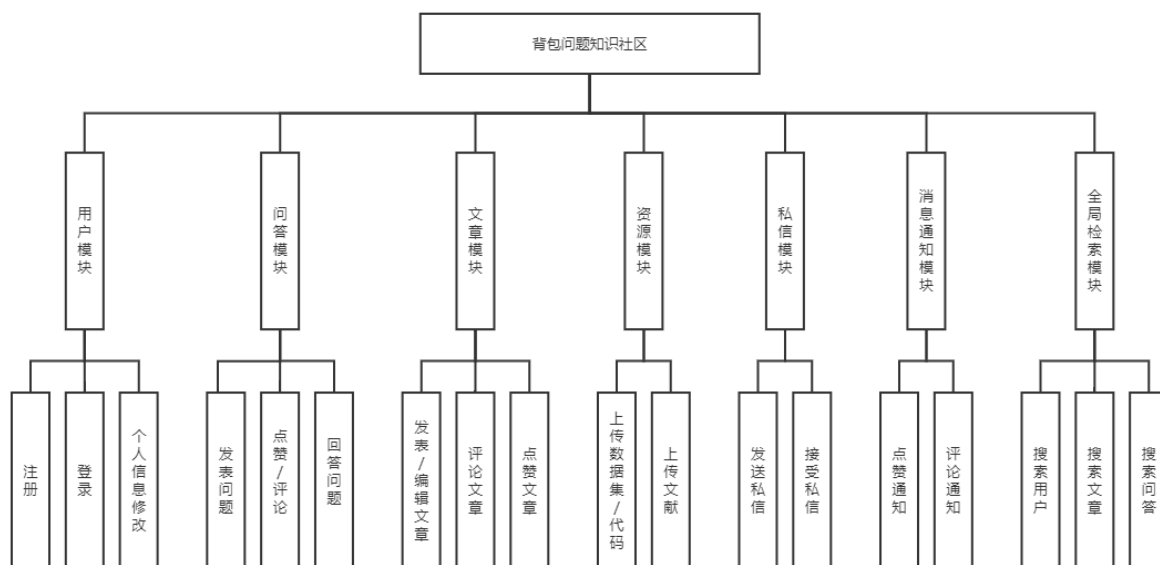 背包问题知识社区
用户模块
问答模块
文章模块
资源模块
私信模块
消息通知模块
全局检索模块
注册
登录
个人信息修改
发表问题
点赞/评论
回答问题
发表/编辑文章
评论文章
点赞文章
上传数据集/代码
上传文献
发送私信
接受私信
点赞通知
评论通知
搜索用户
搜索文章
搜索问答